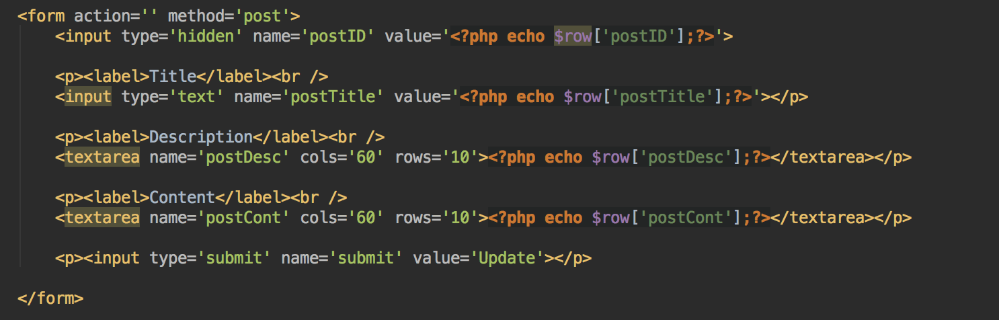 <form action='' method='post'>
<input type='hidden' name='postID' value='<?php echo $row['postID'];?>'>
<p><label>Title</label><br />
<input type='text' name='postTitle' value='<?php echo $row['postTitle'];?>'></p>
<p><label>Description</label><br />
<textarea name='postDesc' cols='60' rows='10'><?php echo $row['postDesc'];?></textarea></p>
<p><label>Content</label><br />
<textarea name='postCont' cols='60' rows='10'><?php echo $row['postCont'];?></textarea></p>
<p><input type='submit' name='submit' value='Update'></p>
</form>